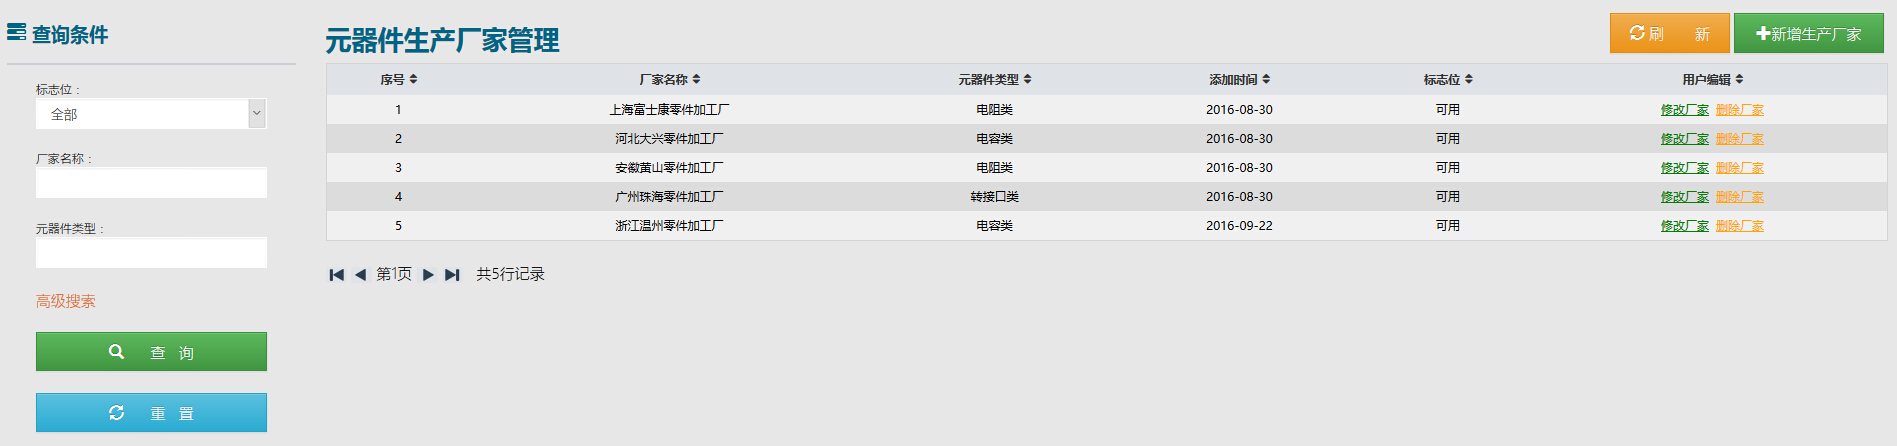 查询条件
标志位：
全部
厂家名称：
元器件类型：
高级搜索
查 询
重 置
元器件生产厂家管理
刷 新
新增生产厂家
序号 厂家名称 元器件类型 添加时间 标志位 用户编辑
1 上海富士康零件加工厂 电阻类 2016-08-30 可用 修改厂家 删除厂家
2 河北大兴零件加工厂 电容类 2016-08-30 可用 修改厂家 删除厂家
3 安徽黄山零件加工厂 电阻类 2016-08-30 可用 修改厂家 删除厂家
4 广州珠海零件加工厂 转接口类 2016-08-30 可用 修改厂家 删除厂家
5 浙江温州零件加工厂 电容类 2016-09-22 可用 修改厂家 删除厂家
第1页 共5行记录